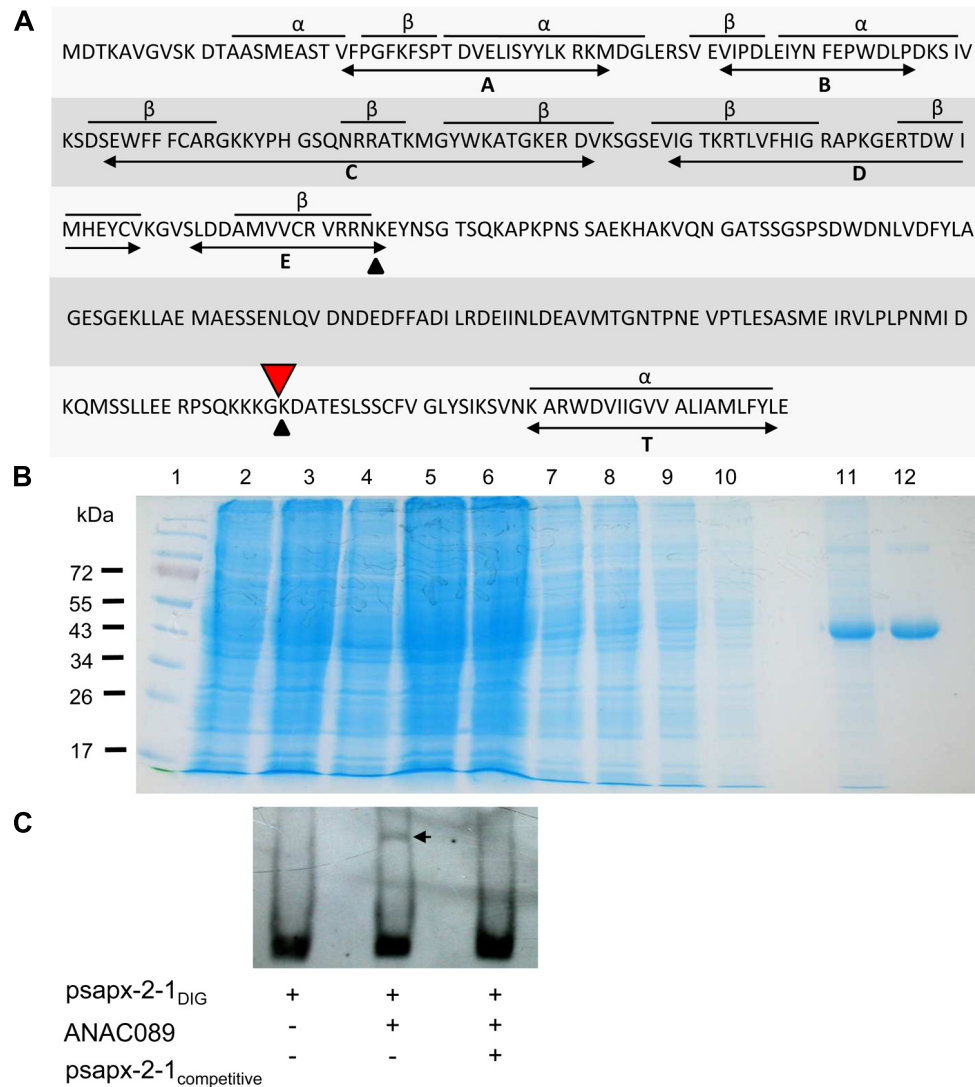 A
α β α β α
MDTKAVGVSK DTAASMEAST VFPGFKFSPT DVELISYYLK RKMDGLERSV EVIPDLEIYN FEPWDLPDKS IV
A B
β β β β β
KSDSEWFF FCARGKKYPH GSQNRRATKMGYWKATGKER DVKSGSEVIG TKRTLVFHIG RAPKGERTDW I
C D
β
MHEYCVKGVSLDDAMVVCR VRRNKEYNSG TSQKAPKPNS SAEKHAKVQN GATSSGSPSDWDNLVDFYLA
E
GESGEKLLAE MAESSENLQV DNDEDFFADI LRDEIINLDEAVMTGNTPNE VPTLESASME IRVLPLPNMI D
α
KQMSSLLEE RPSQKKKGKDATESLSSCFV GLYSIKSVNK ARWDVIIGVV ALIAMLFYLE
T
B 1 2 3 4 5 6 7 8 9 10 11 12
kDa
72
55
43
34
26
17
C
psapx-2-1DIG + + +
ANAC089 - + +
psapx-2-1competitive - - +